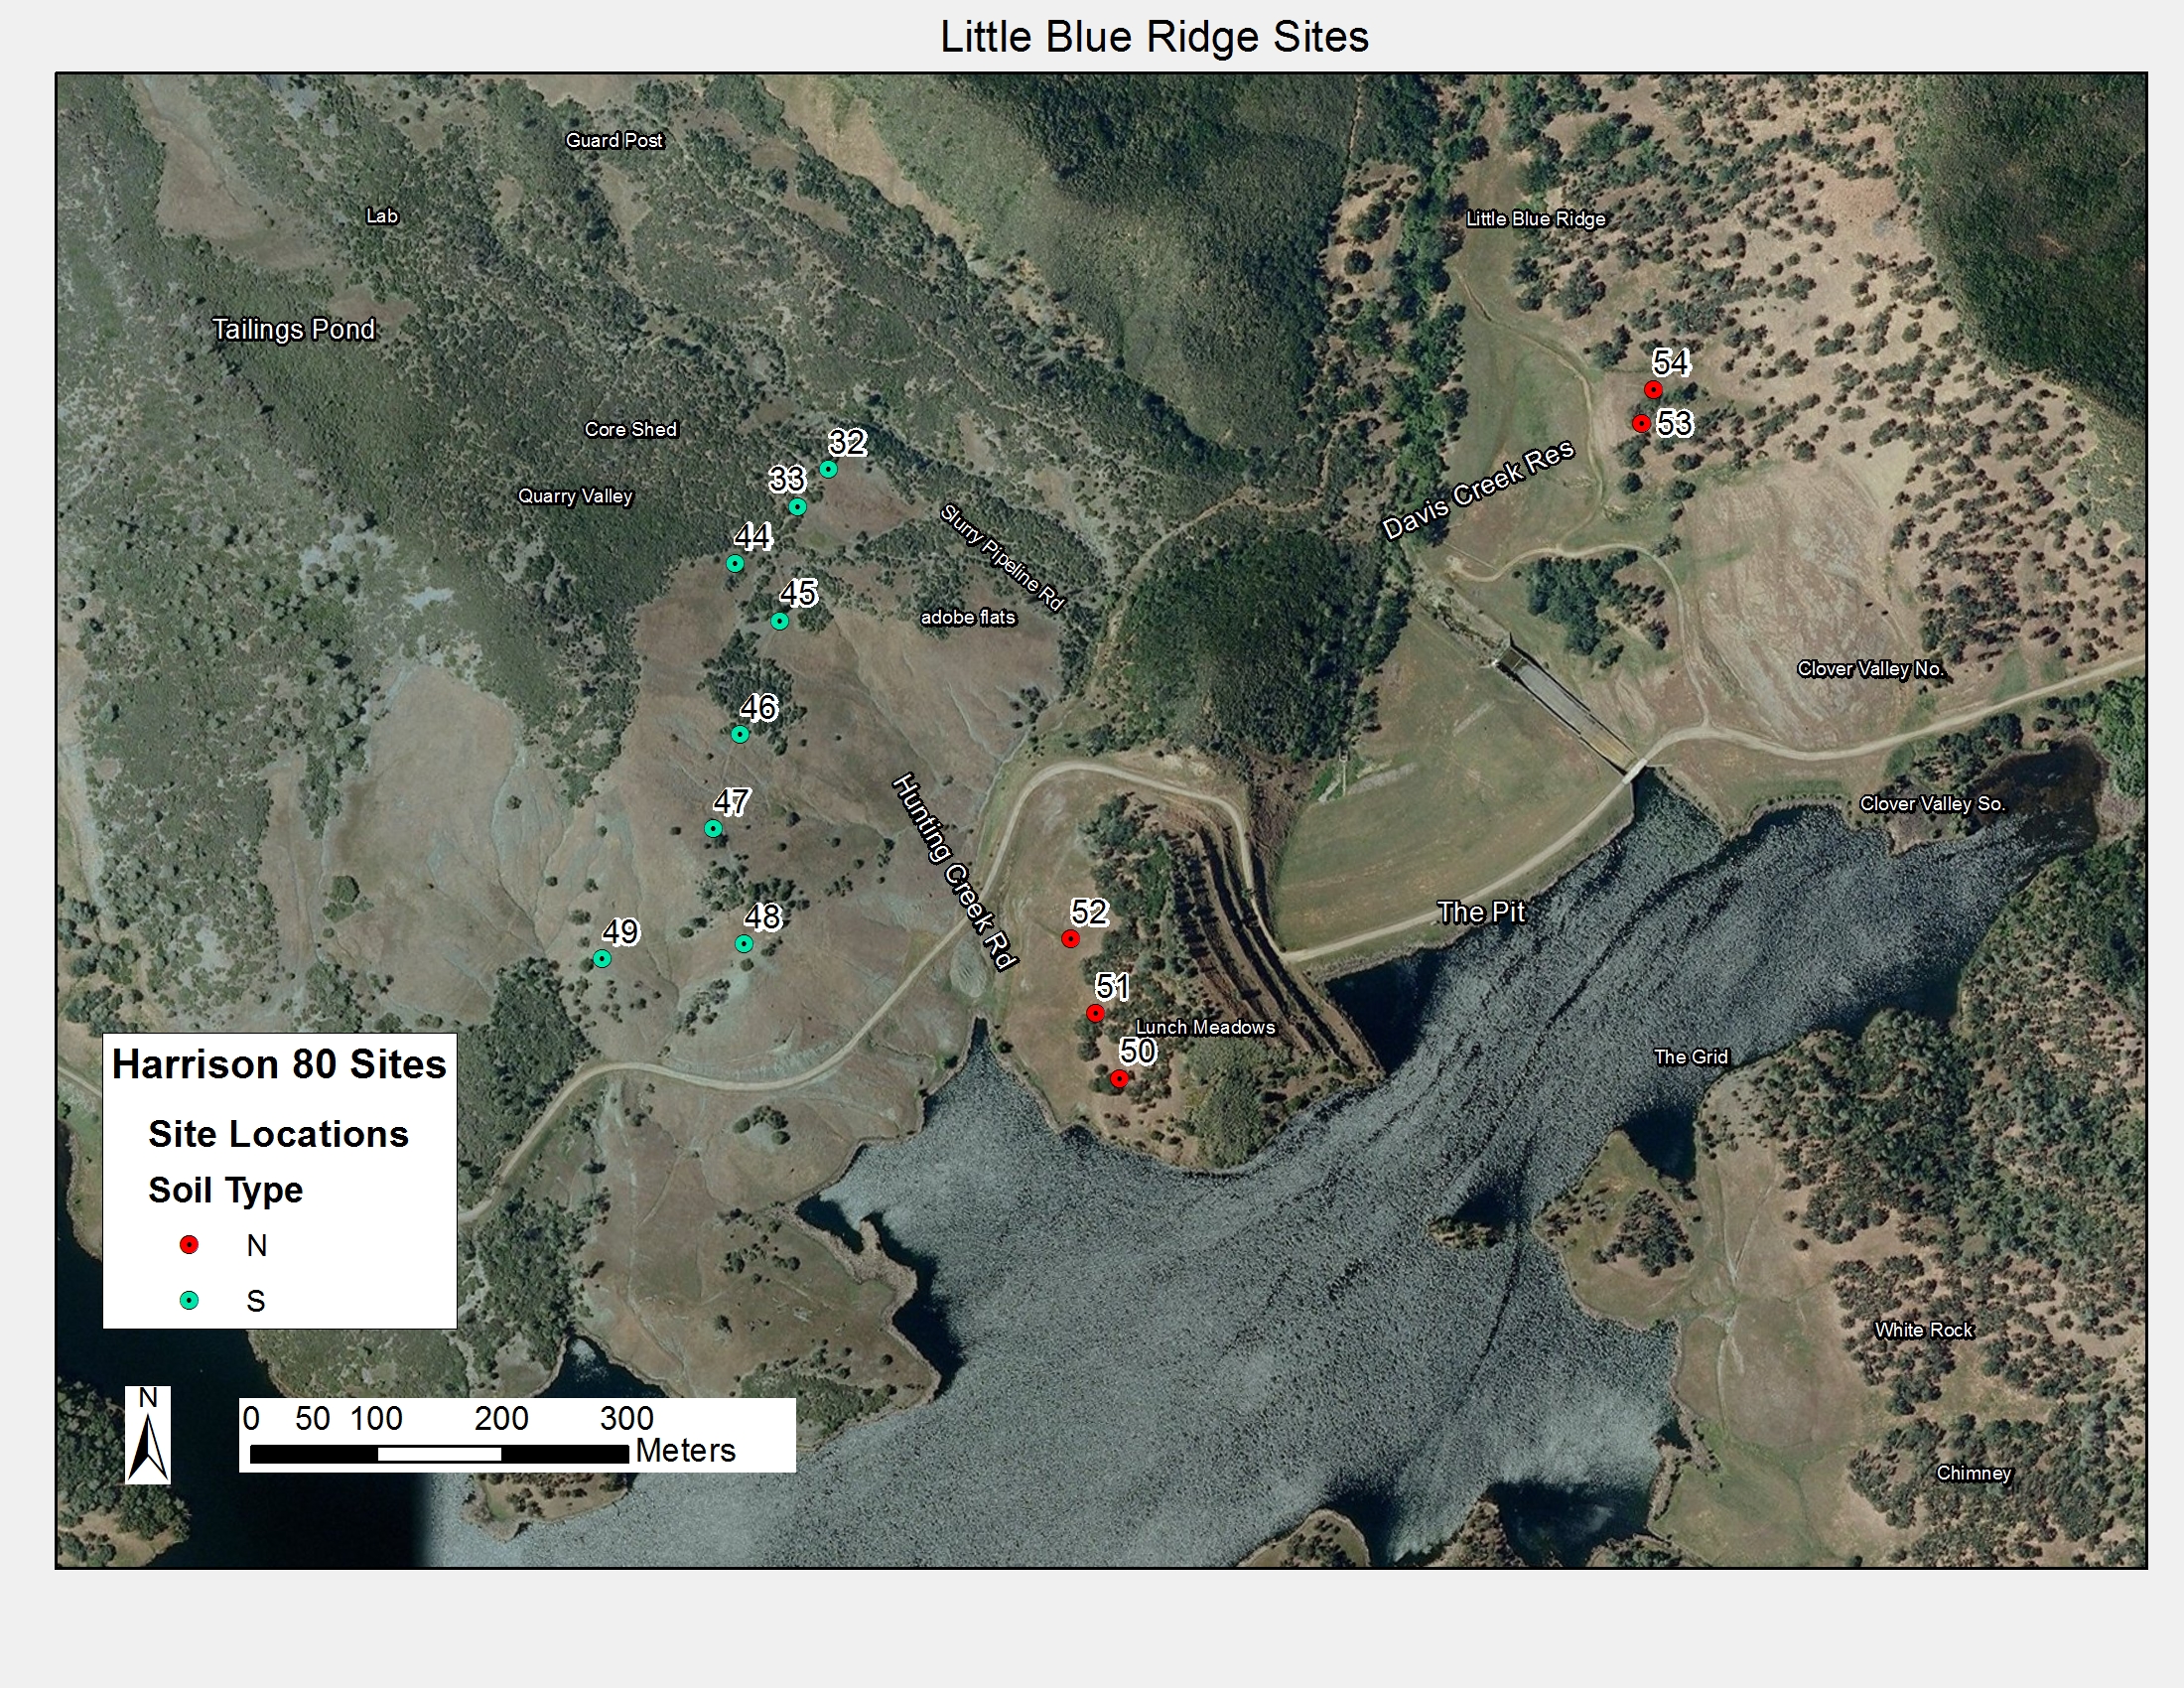 Little Blue Ridge Sites
Guard Post
Lab
Little Blue Ridge
Tailings Pond
54
53
Core Shed
32
33
Quarry Valley
44
Davis Creek Res
Slurry Pipeline Rd
45
adobe flats
Clover Valley No.
46
47
Clover Valley So.
Hunting Creek Rd
49
48
52
The Pit
51
Lunch Meadows
50
The Grid
Harrison 80 Sites
Site Locations
Soil Type
N
S
White Rock
Chimney
N
0 50 100 200 300
Meters